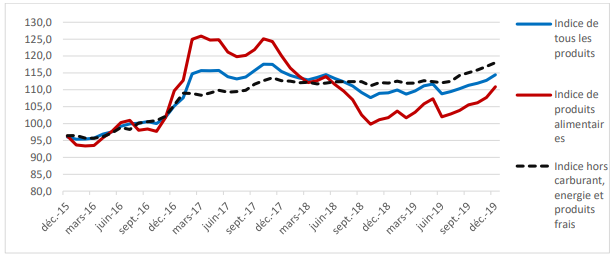 130,0
125,0
120,0
115,0
110,0
105,0
100,0
95,0
90,0
85,0
80,0
déc.-15
mars-16
juin-16
sept.-16
déc.-16
mars-17
juin-17
sept.-17
déc.-17
mars-18
juin-18
sept.-18
déc.-18
mars-19
juin-19
sept.-19
déc.-19
Indice de
tous les
produits
Indice de
produits
alimentair
es
Indice hors
carburant,
energie et
produits
frais